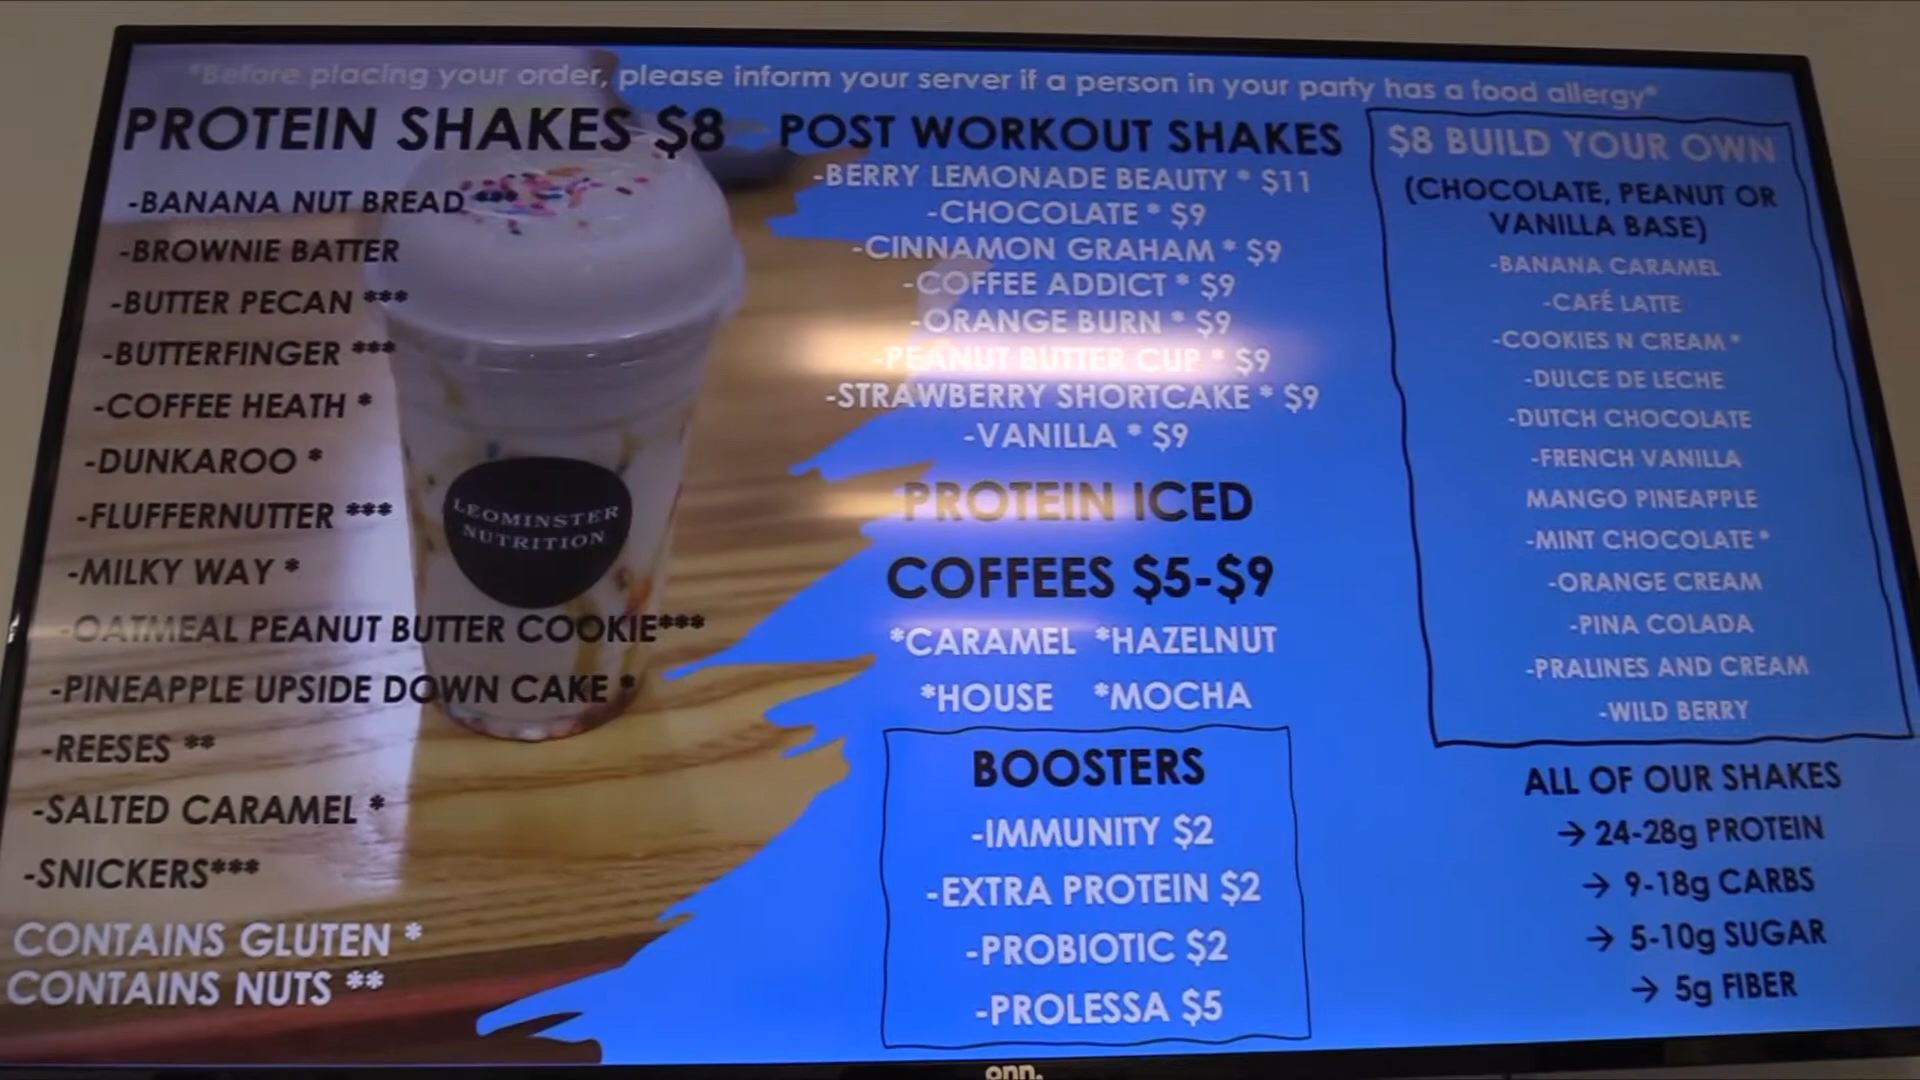 *Before placing your order, please inform your server if a person in your party has a food allergy*
PROTEIN SHAKES $8
-BANANA NUT BREAD ***
-BROWNIE BATTER
-BUTTER PECAN ***
-BUTTERFINGER ***
-COFFEE HEATH *
-DUNKAROO *
-FLUFFERNUTTER ***
-MILKY WAY *
-OATMEAL PEANUT BUTTER COOKIE***
-PINEAPPLE UPSIDE DOWN CAKE *
-REESES **
-SALTED CARAMEL *
-SNICKERS***
CONTAINS GLUTEN *
CONTAINS NUTS **
LEOMINSTER
NUTRITION
POST WORKOUT SHAKES
-BERRY LEMONADE BEAUTY * $11
-CHOCOLATE * $9
-CINNAMON GRAHAM * $9
-COFFEE ADDICT * $9
-ORANGE BURN * $9
-PEANUT BUTTER CUP * $9
-STRAWBERRY SHORTCAKE * $9
-VANILLA * $9
PROTEIN ICED
COFFEES $5-$9
*CARAMEL *HAZELNUT
*HOUSE *MOCHA
BOOSTERS
-IMMUNITY $2
-EXTRA PROTEIN $2
-PROBIOTIC $2
-PROLESSA $5
$8 BUILD YOUR OWN
(CHOCOLATE, PEANUT OR
VANILLA BASE)
-BANANA CARAMEL
-CAFÉ LATTE
-COOKIES N CREAM *
-DULCE DE LECHE
-DUTCH CHOCOLATE
-FRENCH VANILLA
MANGO PINEAPPLE
-MINT CHOCOLATE *
-ORANGE CREAM
-PINA COLADA
-PRALINES AND CREAM
-WILD BERRY
ALL OF OUR SHAKES
→ 24-28g PROTEIN
→ 9-18g CARBS
→ 5-10g SUGAR
→ 5g FIBER
onn.